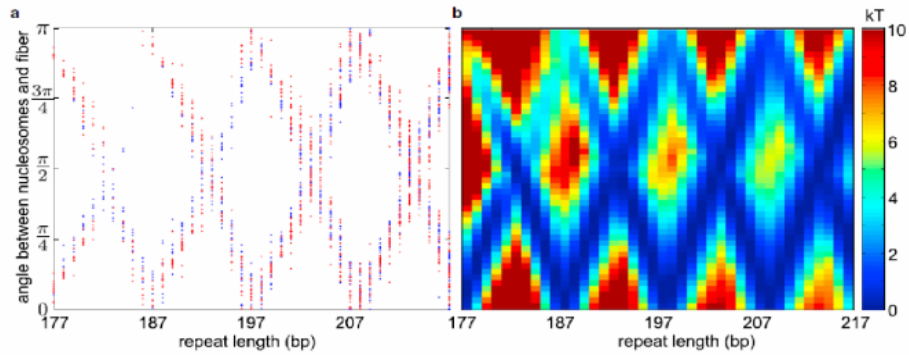 a
b
kT
π
3π
4
π
2
π
4
0
angle between nucleosomes and fiber
177 187 197 207
repeat length (bp)
177 187 197 207 217
repeat length (bp)
10
8
6
4
2
0